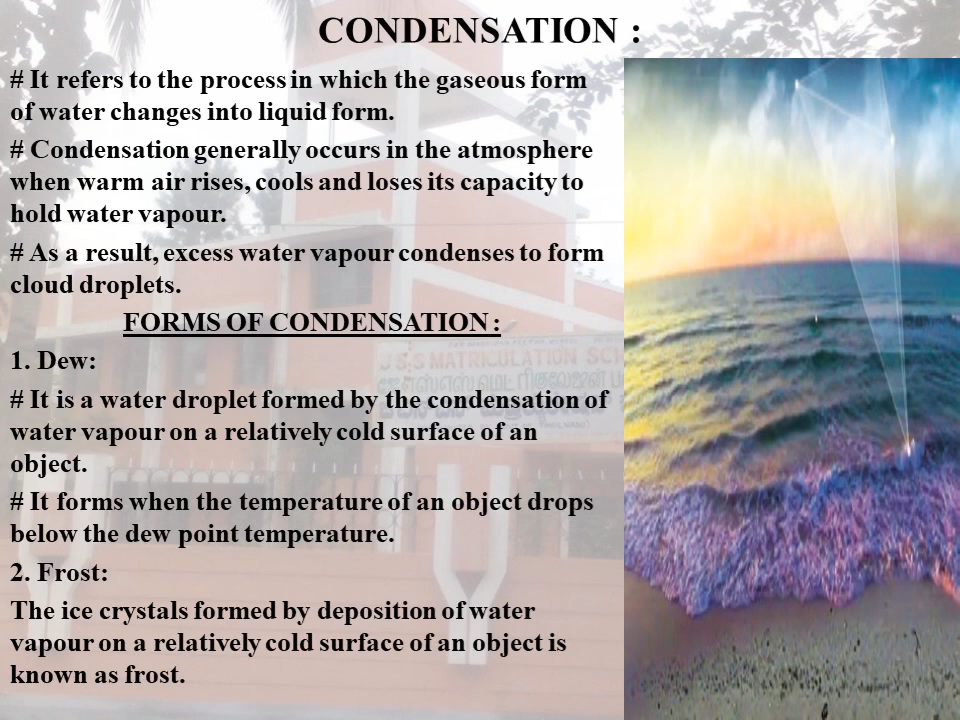 CONDENSATION :
# It refers to the process in which the gaseous form
of water changes into liquid form.
# Condensation generally occurs in the atmosphere
when warm air rises, cools and loses its capacity to
hold water vapour.
# As a result, excess water vapour condenses to form
cloud droplets.
FORMS OF CONDENSATION :
1. Dew:
# It is a water droplet formed by the condensation of
water vapour on a relatively cold surface of an
object.
# It forms when the temperature of an object drops
below the dew point temperature.
2. Frost:
The ice crystals formed by deposition of water
vapour on a relatively cold surface of an object is
known as frost.
J S S MATRICULATION